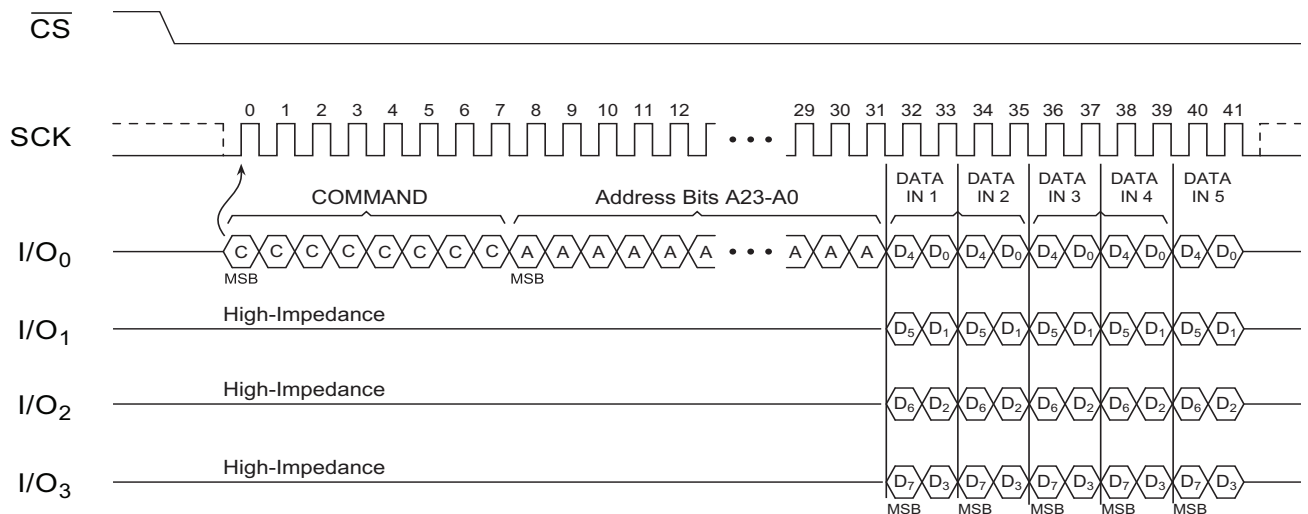 CS
SCK
0 1 2 3 4 5 6 7 8 9 10 11 12 • • • 29 30 31 32 33 34 35 36 37 38 39 40 41
COMMAND
Address Bits A23-A0
DATA IN 1
DATA IN 2
DATA IN 3
DATA IN 4
DATA IN 5
I/O0
C C C C C C C C A A A A A A • • • A A A D4 D0 D4 D0 D4 D0 D4 D0 D4 D0
MSB MSB
I/O1
High-Impedance
D5 D1 D5 D1 D5 D1 D5 D1 D5 D1
I/O2
High-Impedance
D6 D2 D6 D2 D6 D2 D6 D2 D6 D2
I/O3
High-Impedance
D7 D3 D7 D3 D7 D3 D7 D3 D7 D3
MSB MSB MSB MSB MSB